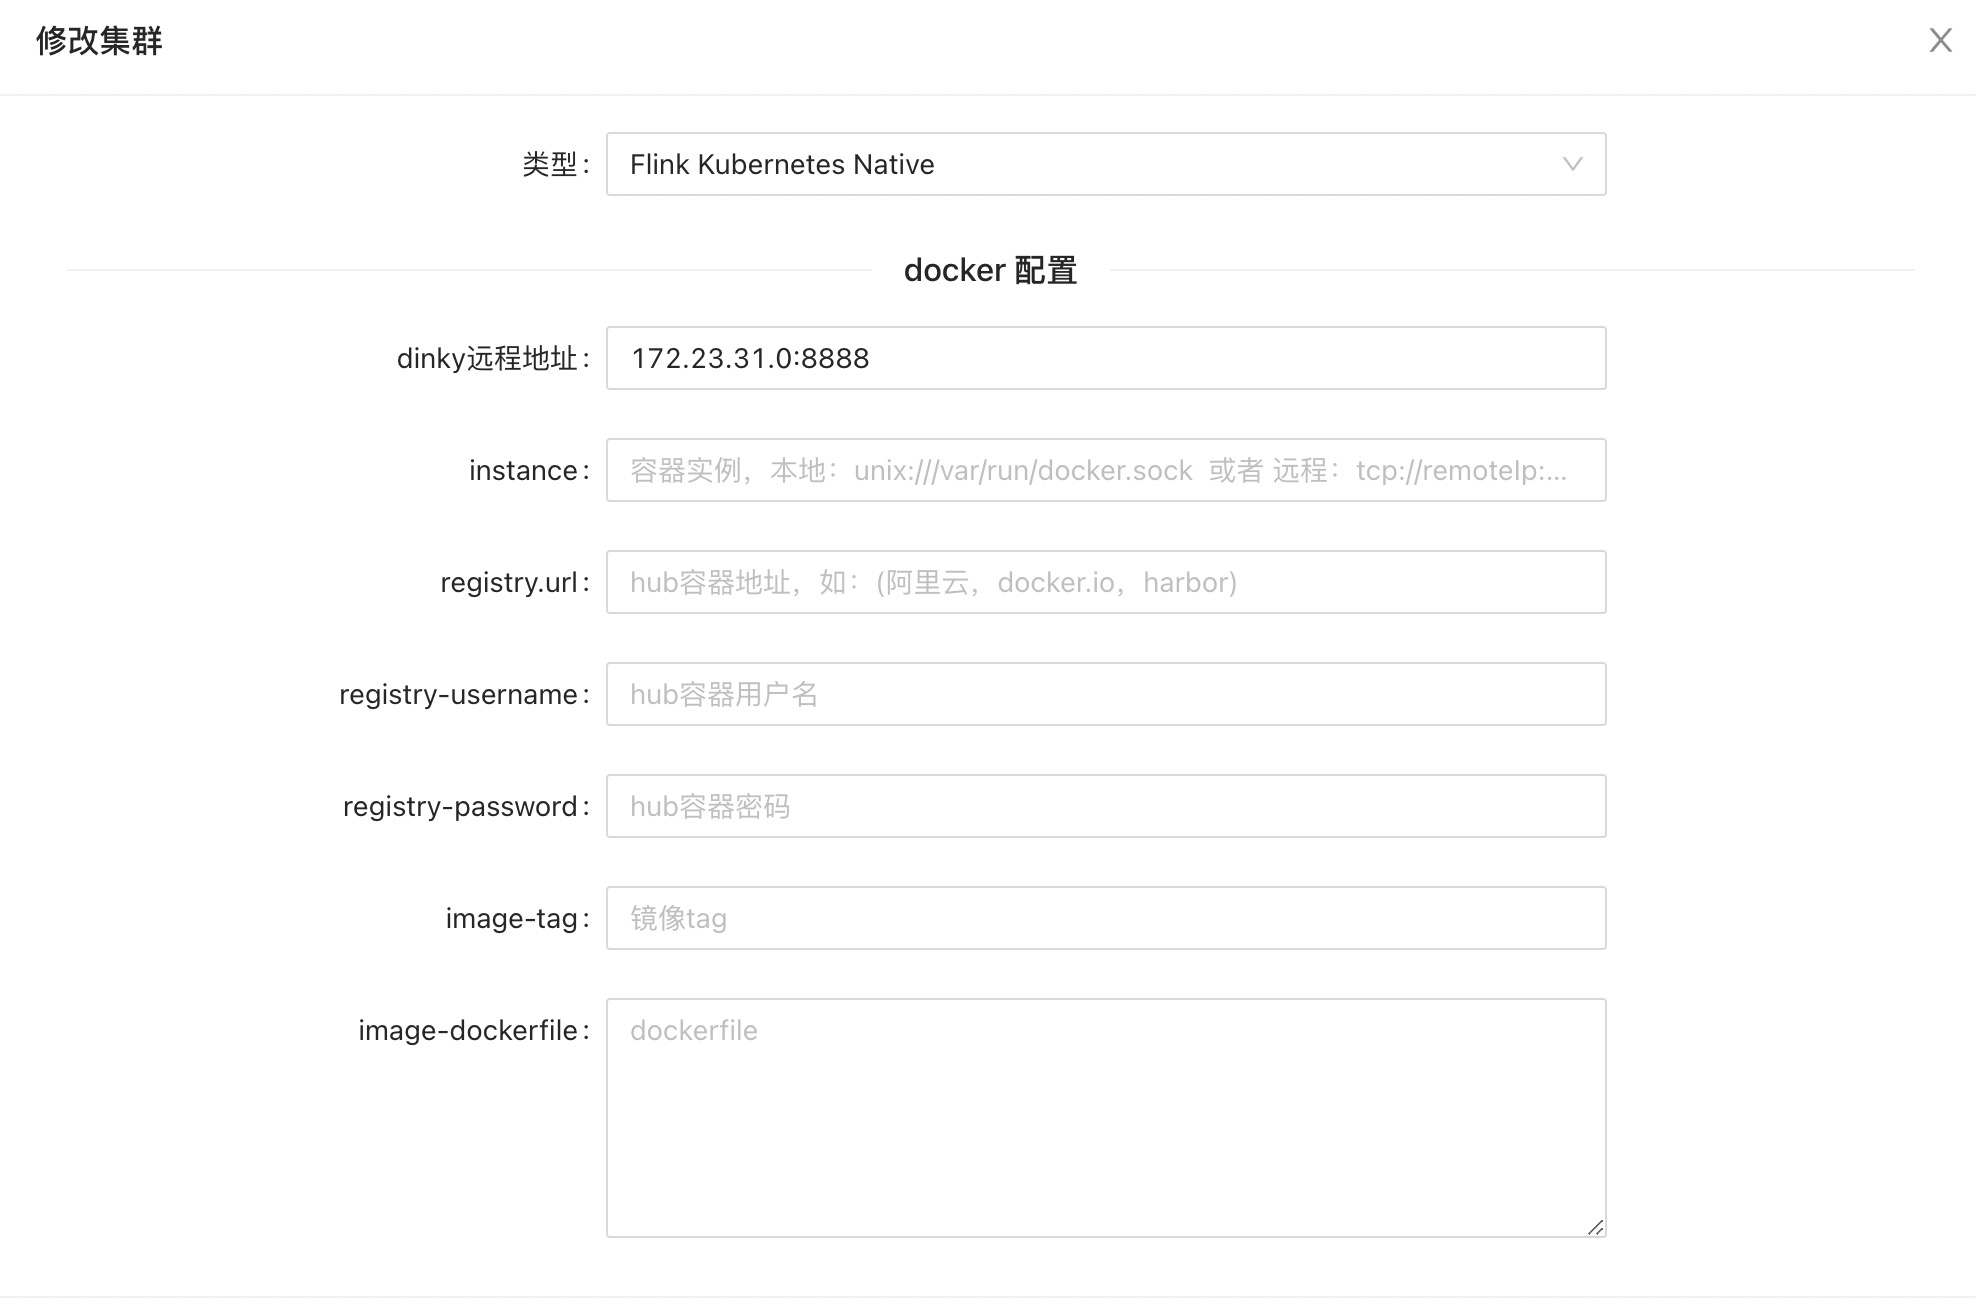 修改集群
类型: Flink Kubernetes Native
docker 配置
dinky远程地址: 172.23.31.0:8888
instance: 容器实例，本地：unix:///var/run/docker.sock 或者 远程：tcp://remoteIp:...
registry.url: hub容器地址，如：(阿里云，docker.io，harbor)
registry-username: hub容器用户名
registry-password: hub容器密码
image-tag: 镜像tag
image-dockerfile: dockerfile